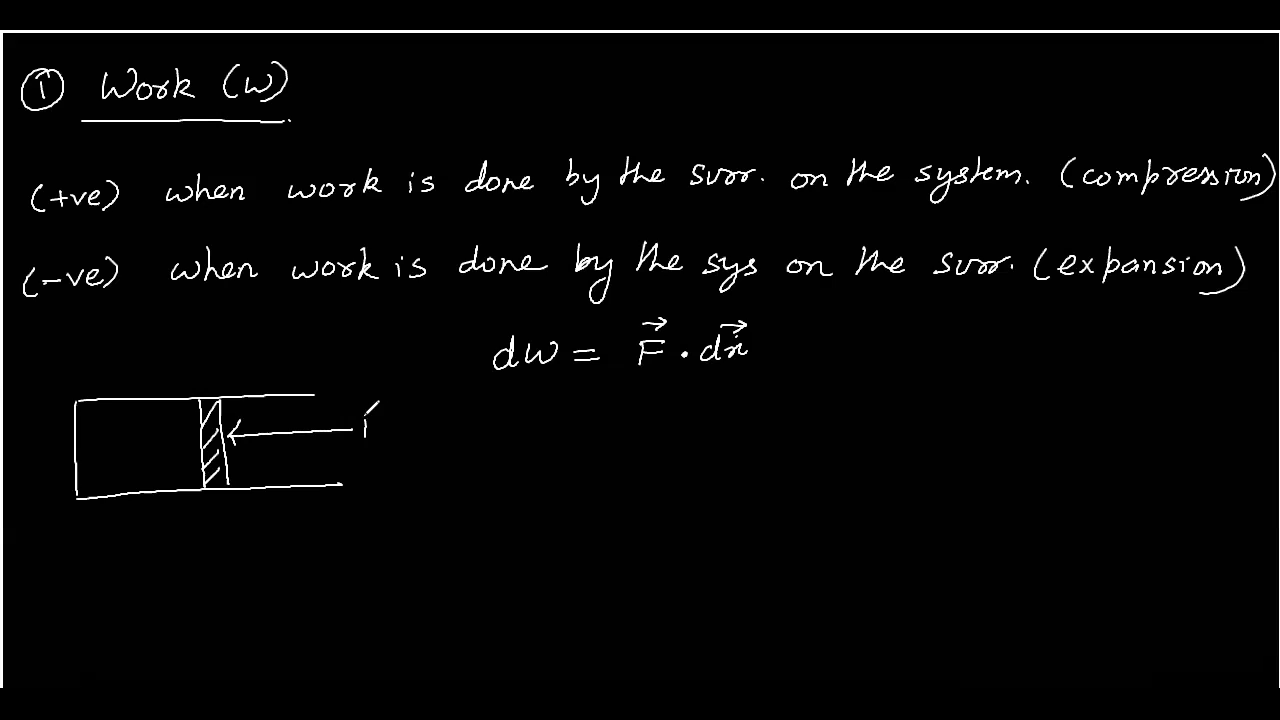 ① Work (W)
(+ve) when work is done by the surr. on the system. (compression)
(-ve) when work is done by the sys on the surr. (expansion)
dW = F⃗ · dx⃗